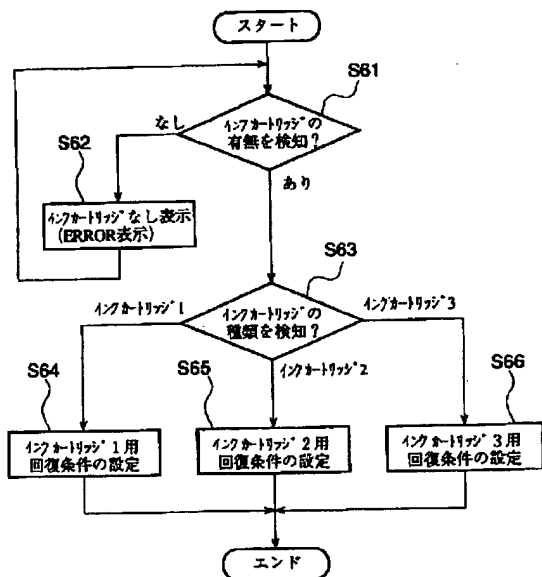 スタート
S61
インクカートリッジの
有無を検知?
なし
あり
S62
インクカートリッジなし表示
(ERROR表示)
S63
インクカートリッジの
種類を検知?
インクカートリッジ1
インクカートリッジ2
インクカートリッジ3
S64
インクカートリッジ1用
回復条件の設定
S65
インクカートリッジ2用
回復条件の設定
S66
インクカートリッジ3用
回復条件の設定
エンド